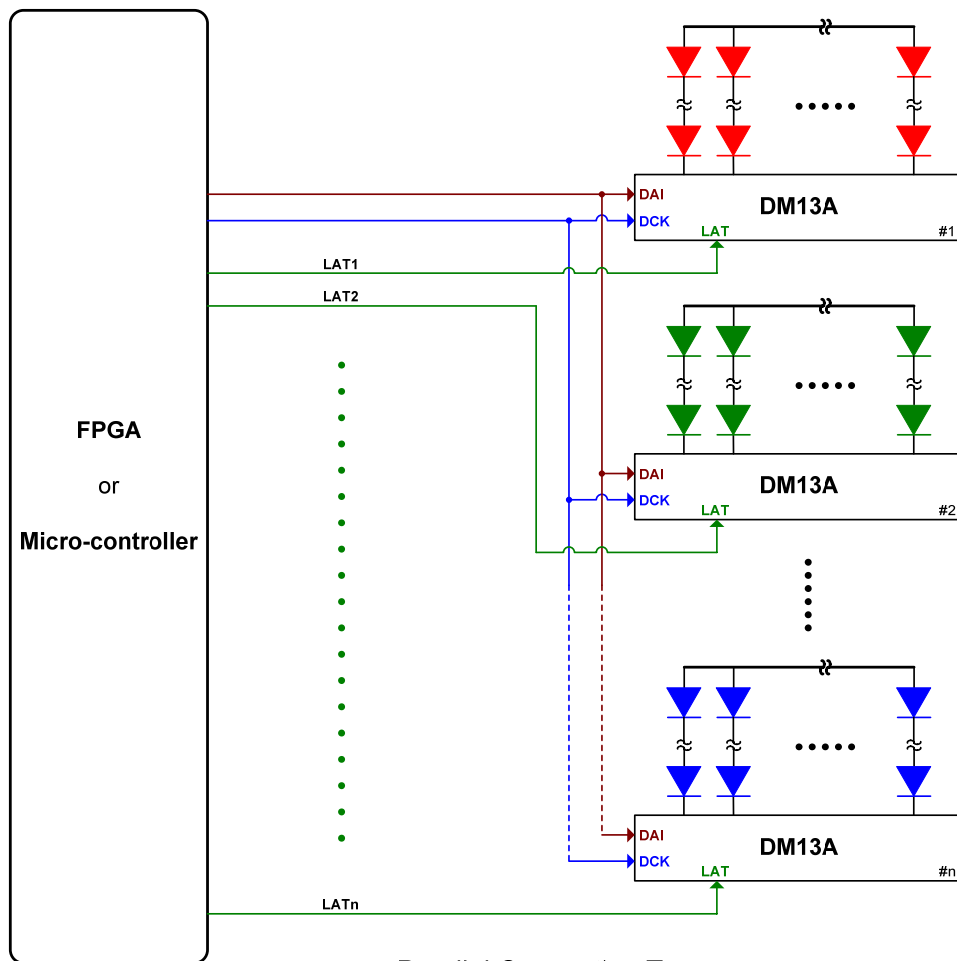 DAI
DM13A
DCK
LAT
#1
LAT1
LAT2
FPGA
or
Micro-controller
DAI
DM13A
DCK
LAT
#2
DAI
DM13A
DCK
LAT
#n
LATn